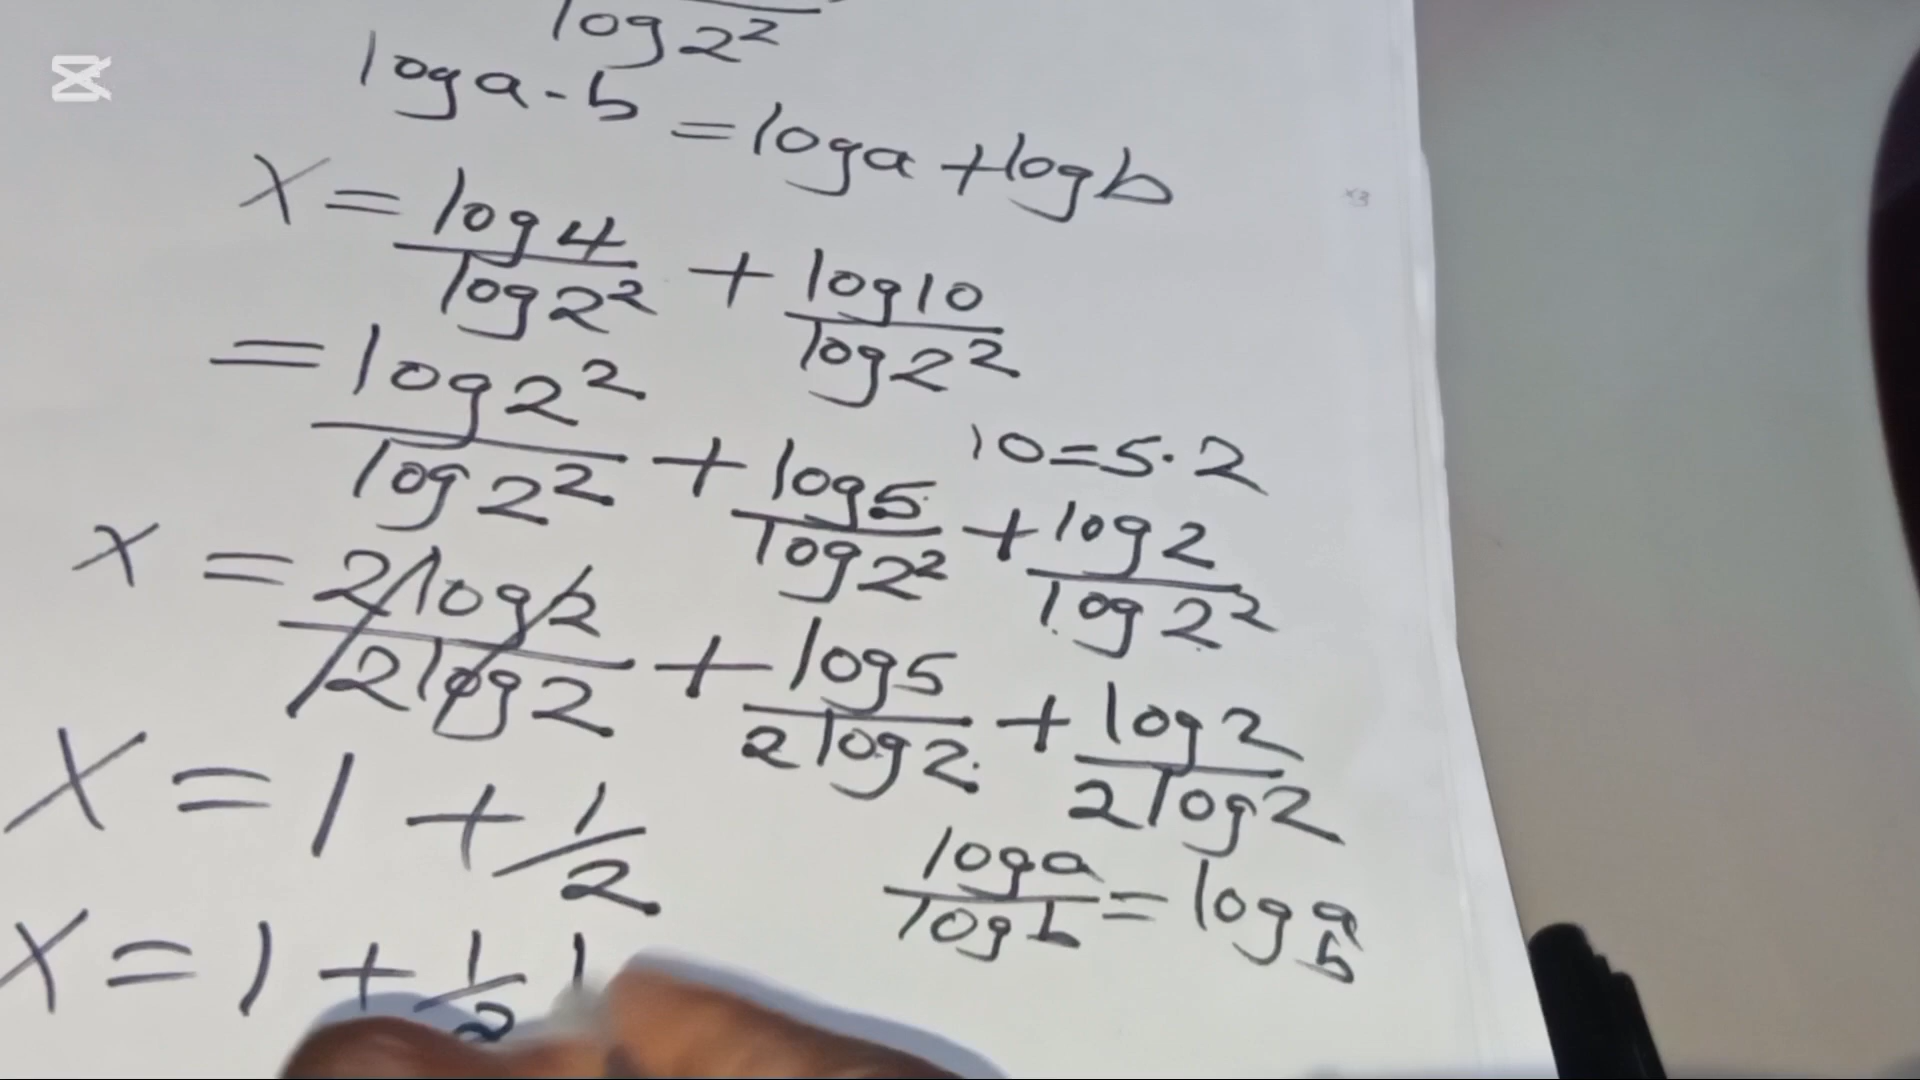 log2²
loga-b = loga + logb
X = log4/log2² + log10/log2²
= log2²/log2² + log5/log2² + log2/log2²
10=5·2
x = 2log2/2log2 + log5/2log2 + log2/2log2
X = 1 + 1/2
loga/logb = log a b
X = 1 + 1/2